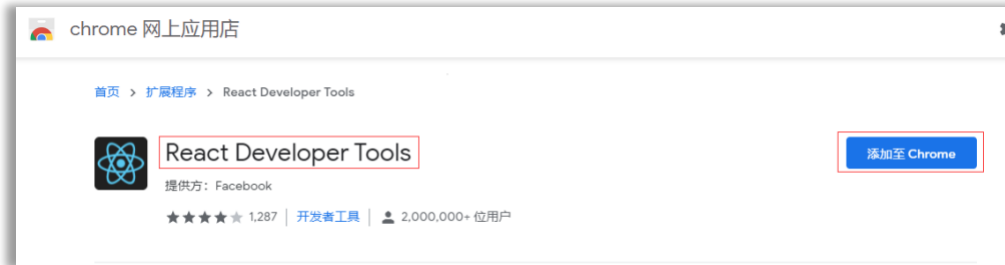 chrome 网上应用店
首页 > 扩展程序 > React Developer Tools
React Developer Tools
添加至 Chrome
提供方：Facebook
★★★★★ 1,287 | 开发者工具 | 2,000,000+ 位用户